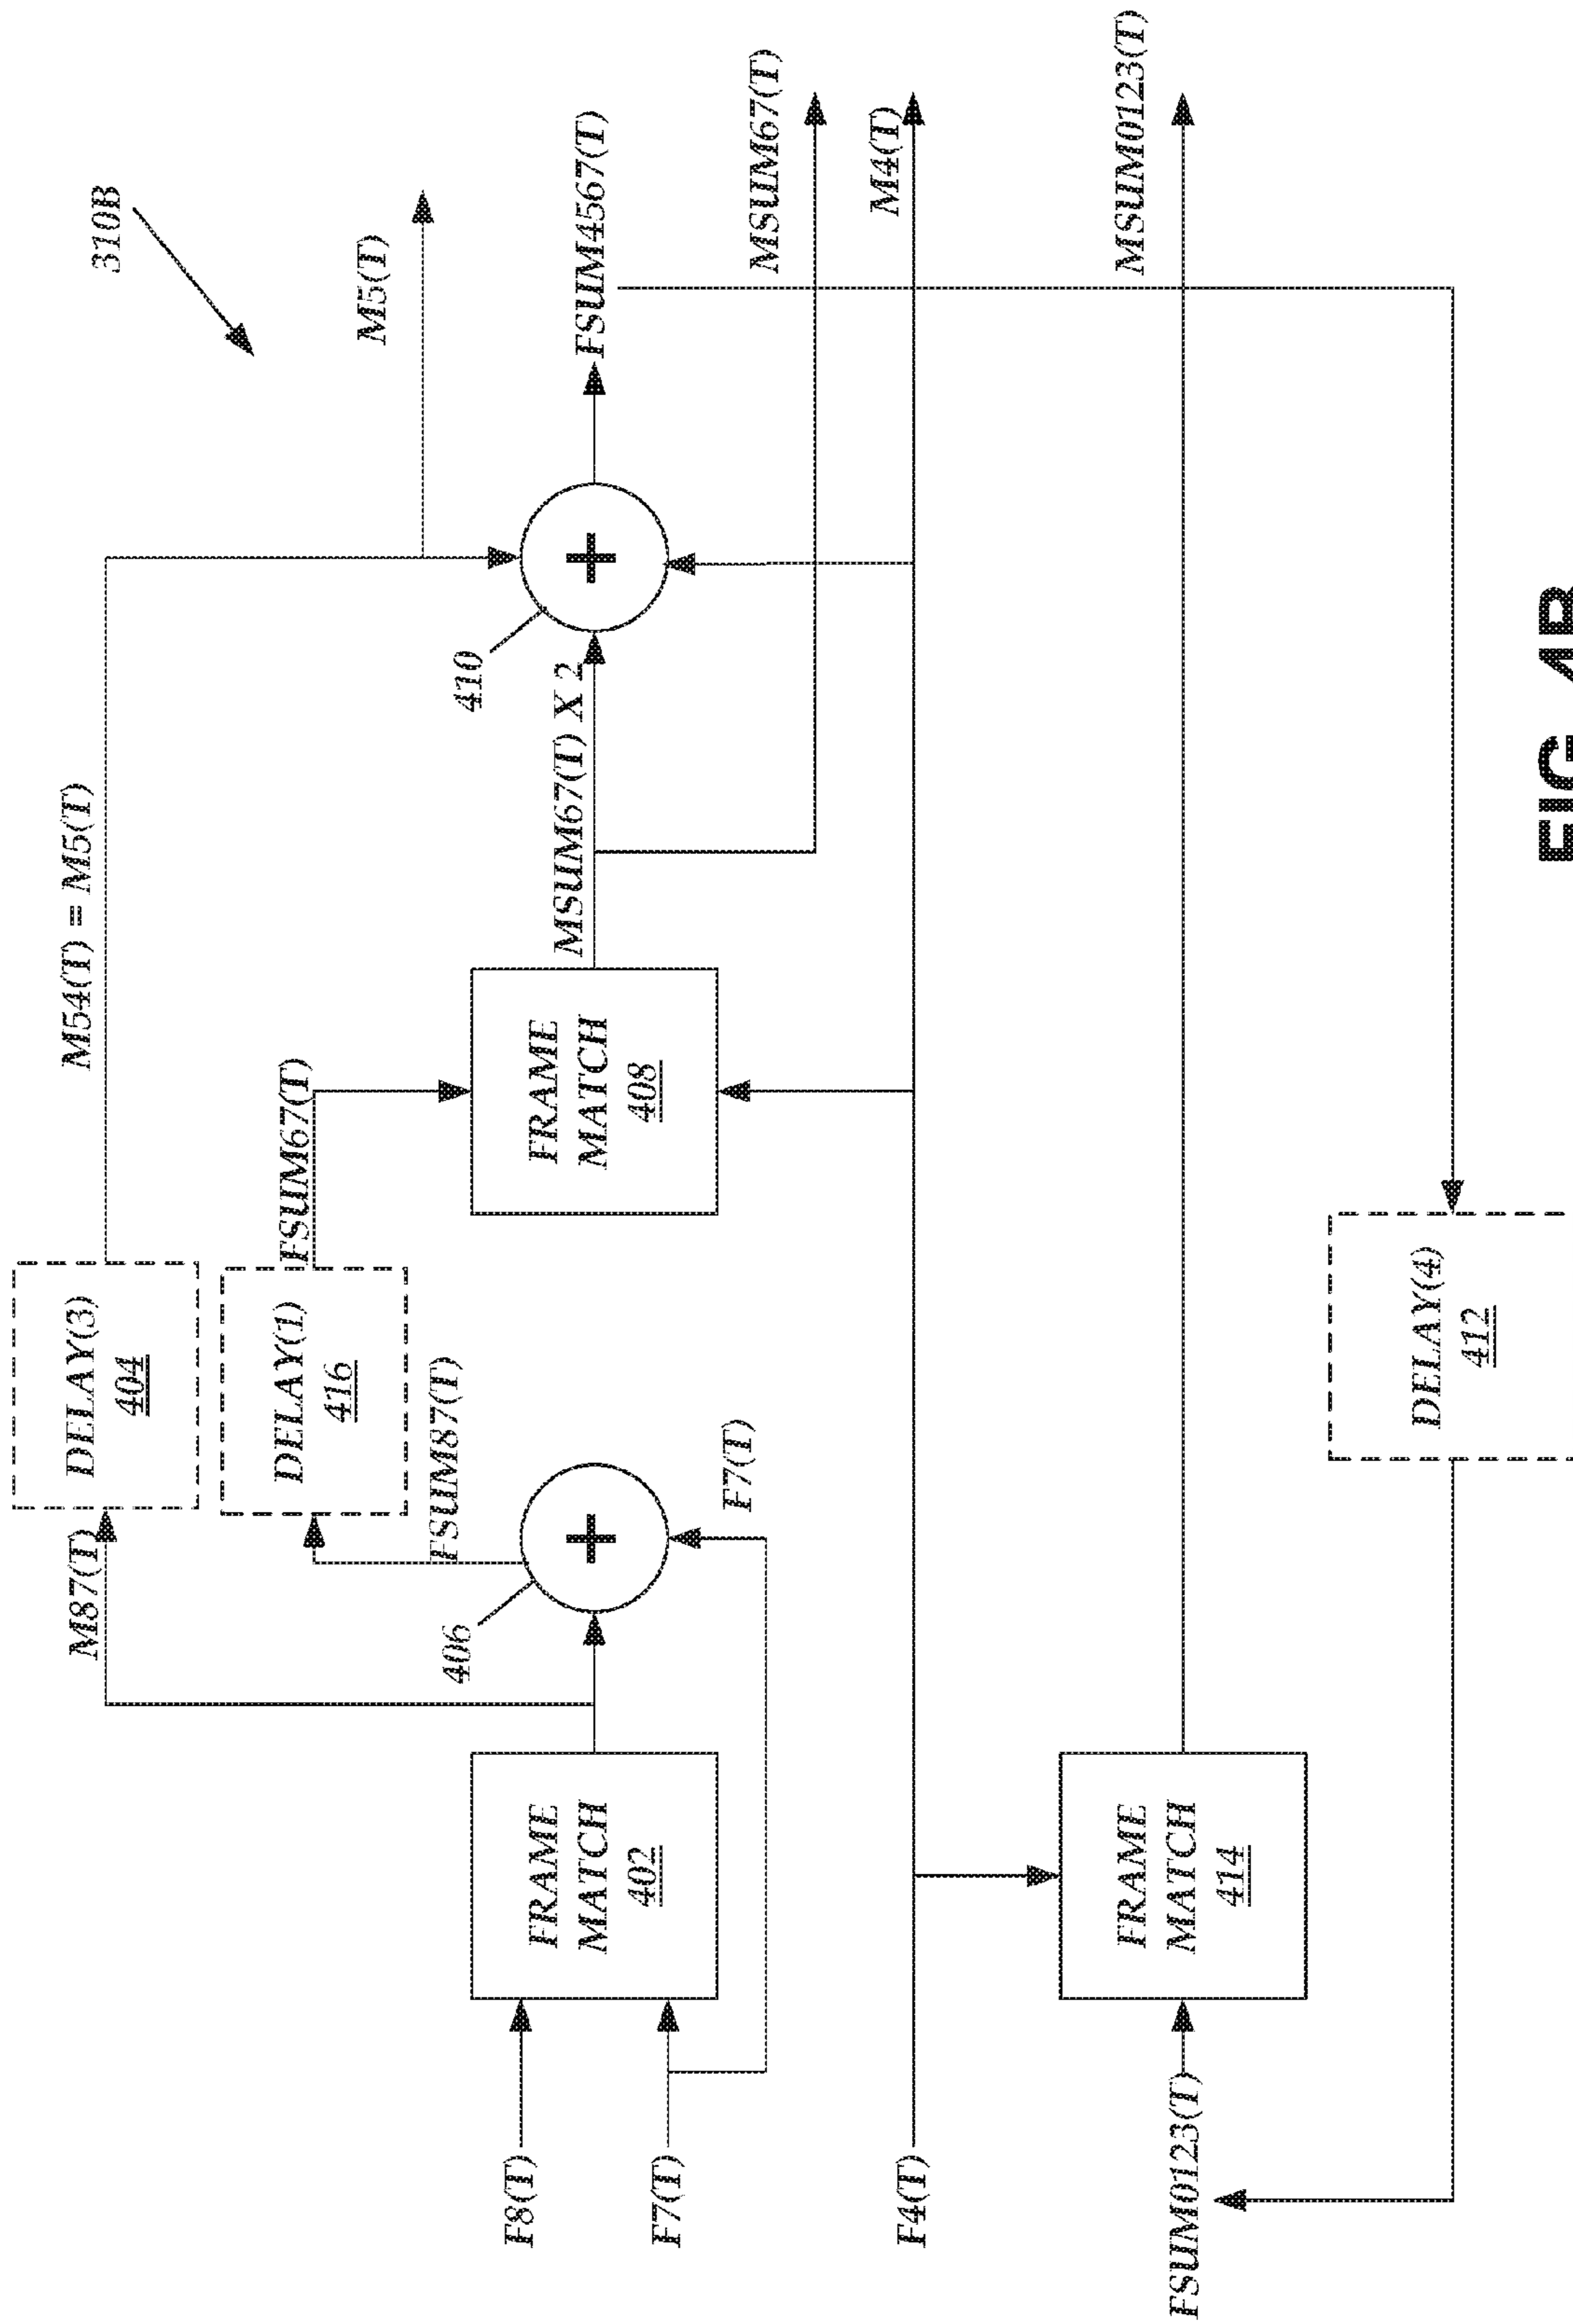 310B
M54(T) = M5(T)
M5(T)
DELAY(3)
404
M87(T)
DELAY(1)
416
FSUM67(T)
FSUM87(T)
406
+
F7(T)
FRAME
MATCH
402
F8(T)
F7(T)
FRAME
MATCH
408
MSUM67(T) X 2
410
+
FSUM4567(T)
MSUM67(T)
M4(T)
F4(T)
MSUM0123(T)
FRAME
MATCH
414
FSUM0123(T)
DELAY(4)
412